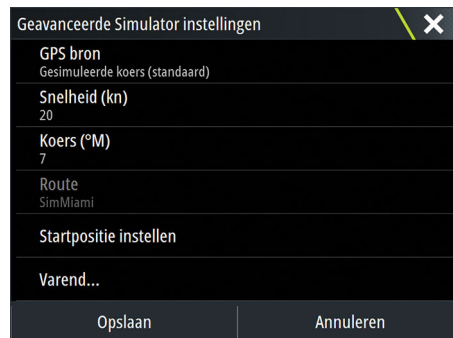 Geavanceerde Simulator instellingen
GPS bron
Gesimuleerde koers (standaard)
Snelheid (kn)
20
Koers (°M)
7
Route
SimMiami
Startpositie instellen
Varend...
Opslaan Annuleren